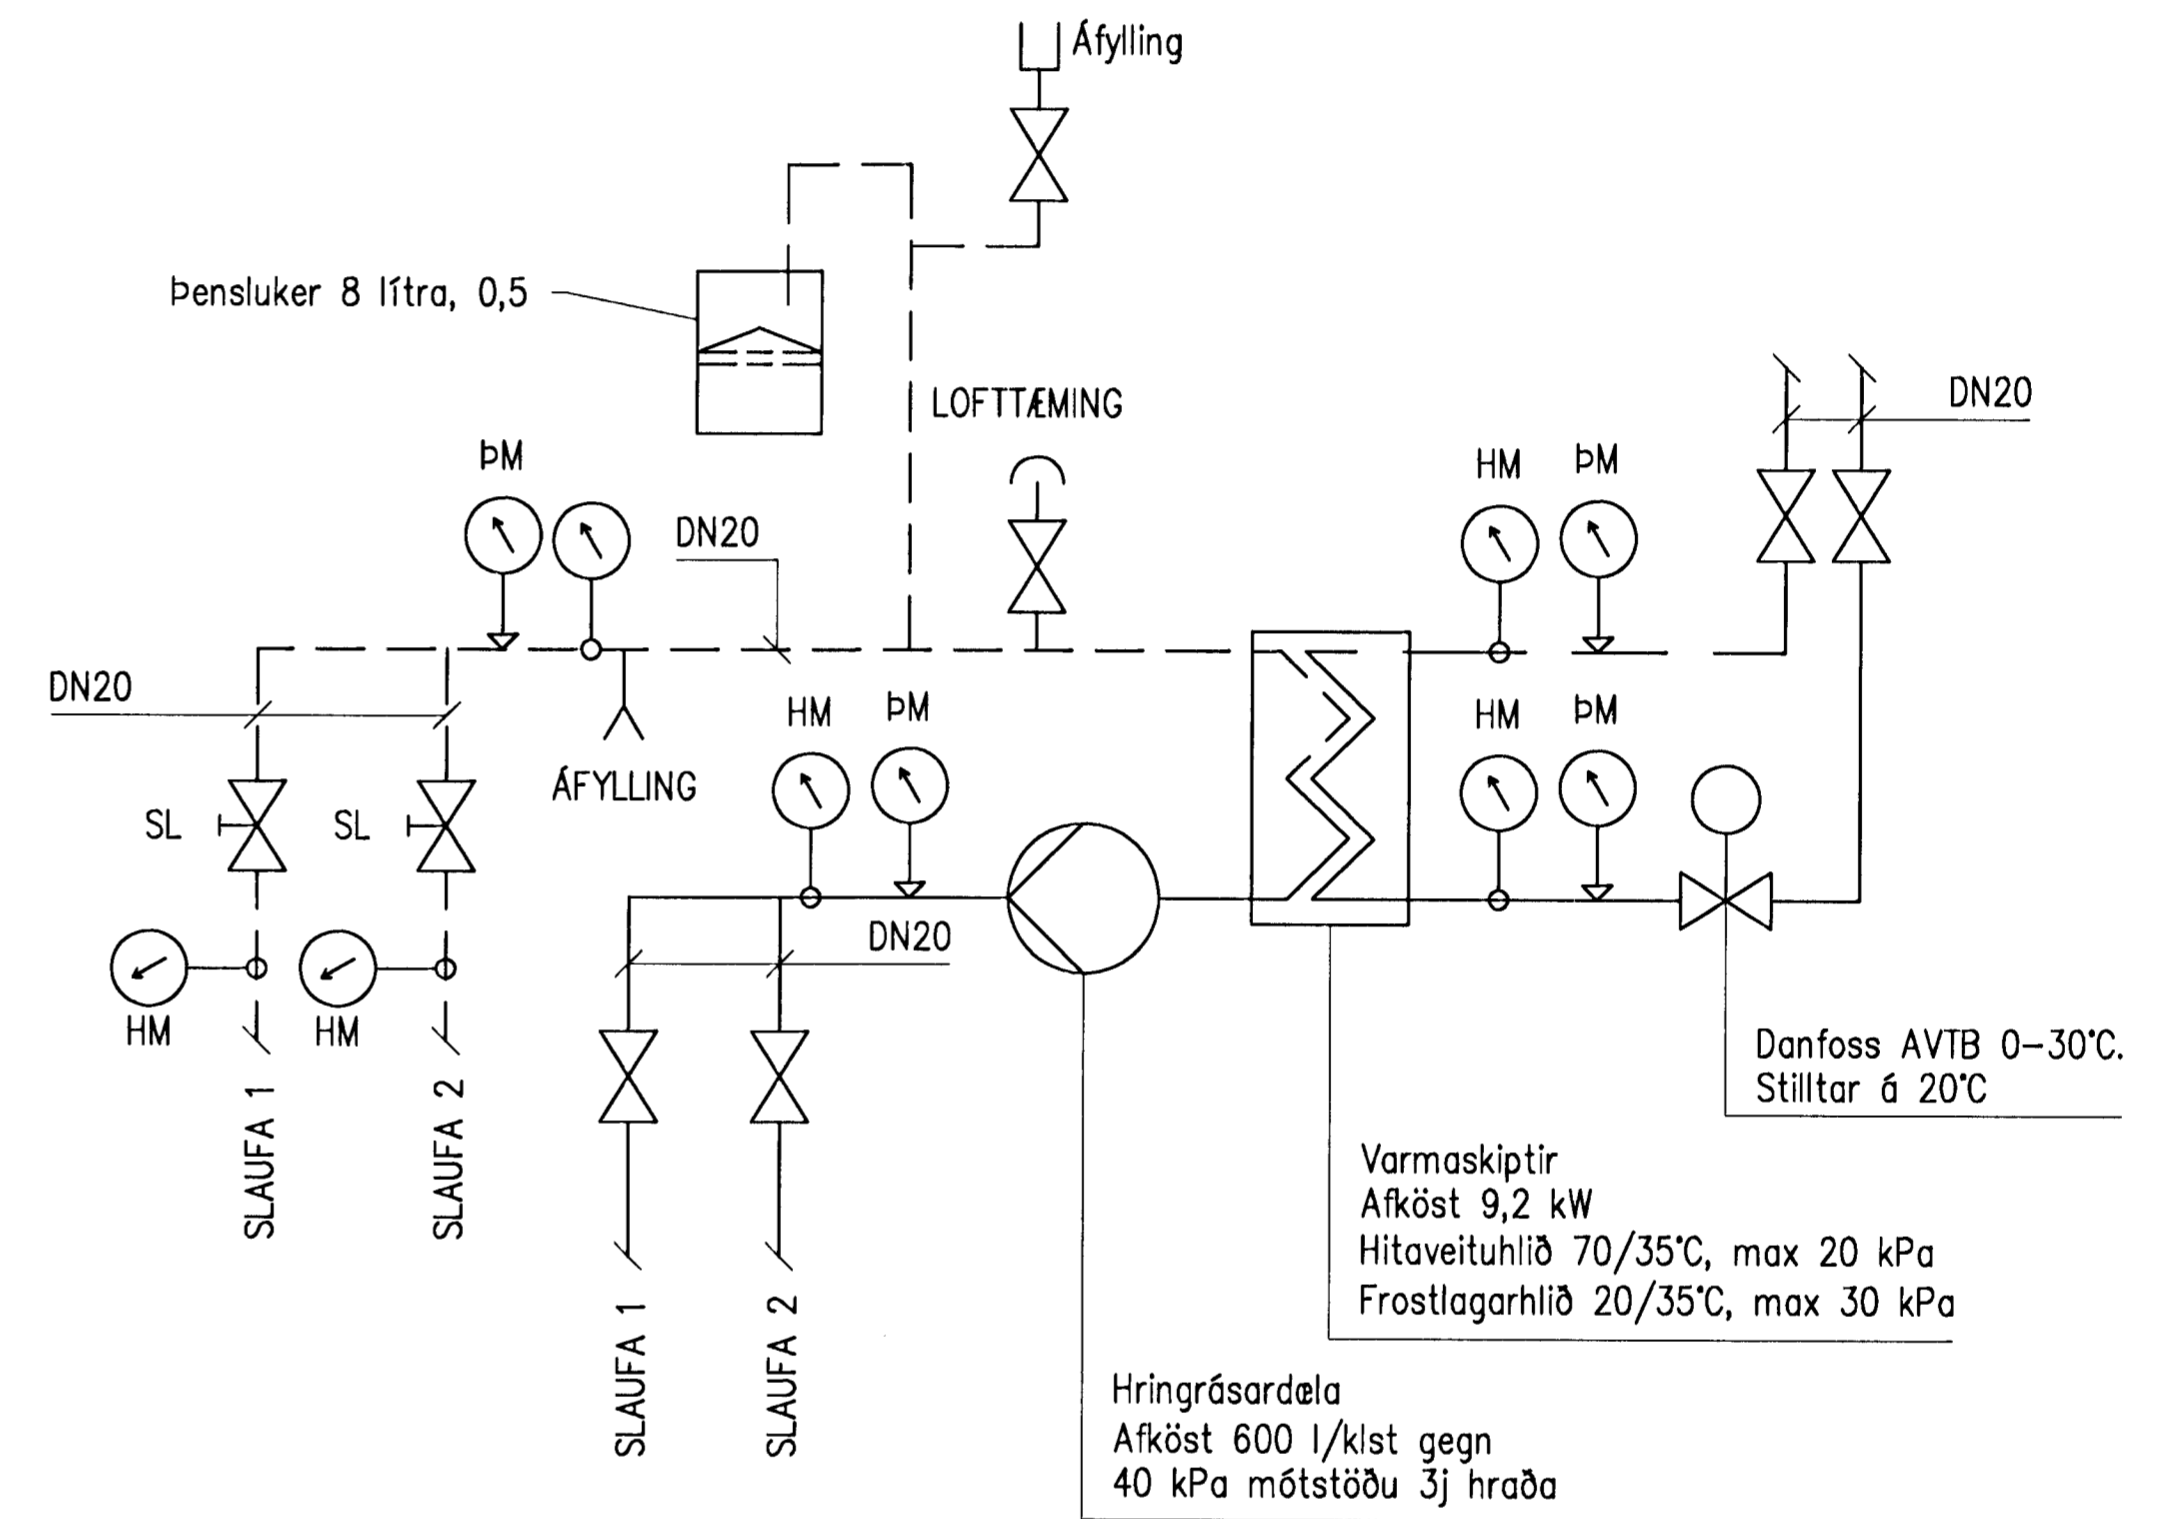 Áfylling
Þensluker 8 lítra, 0,5
LOFTTÆMING
DN20
ÞM
HM
ÞM
DN20
DN20
HM
ÞM
HM
ÞM
ÁFYLLING
SL
SL
DN20
HM
HM
SLAUFA 1
SLAUFA 2
SLAUFA 1
SLAUFA 2
Danfoss AVTB 0-30°C.
Stilltar á 20°C
Varmaskiptir
Afköst 9,2 kW
Hitaveituhlið 70/35°C, max 20 kPa
Frostlagarhlið 20/35°C, max 30 kPa
Hringrásardæla
Afköst 600 l/klst gegn
40 kPa mótstöðu 3j hraða